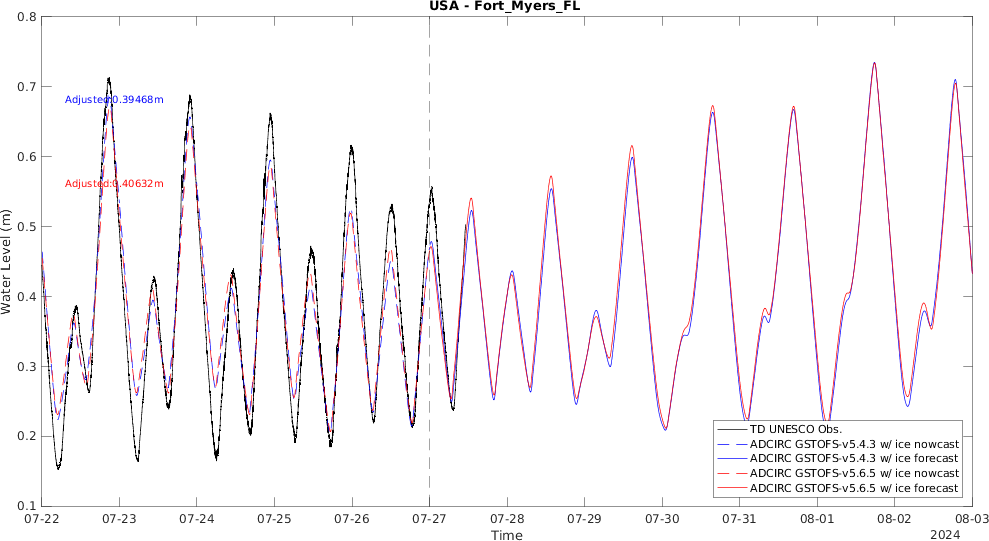 USA - Fort_Myers_FL
0.8
0.7
0.6
0.5
0.4
0.3
0.2
0.1
Water Level (m)
Adjusted:0.39468m
Adjusted:0.40632m
TD UNESCO Obs.
ADCIRC GSTOFS-v5.4.3 w/ ice nowcast
ADCIRC GSTOFS-v5.4.3 w/ ice forecast
ADCIRC GSTOFS-v5.6.5 w/ ice nowcast
ADCIRC GSTOFS-v5.6.5 w/ ice forecast
07-22 07-23 07-24 07-25 07-26 07-27 07-28 07-29 07-30 07-31 08-01 08-02 08-03
Time
2024